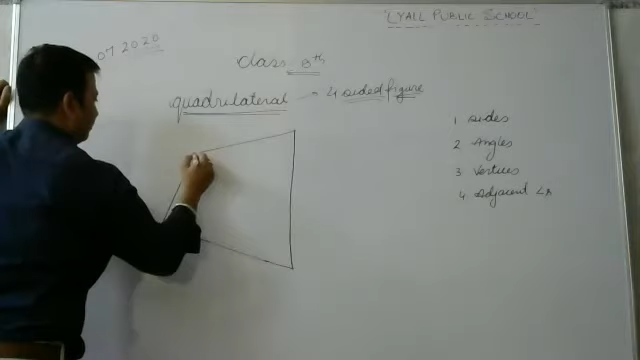 "LYALL PUBLIC SCHOOL"
07 2020
class 8th
quadrilateral → 4 sided figure
1 sides
2 Angles
3 Vertices
4 Adjacent ∠s